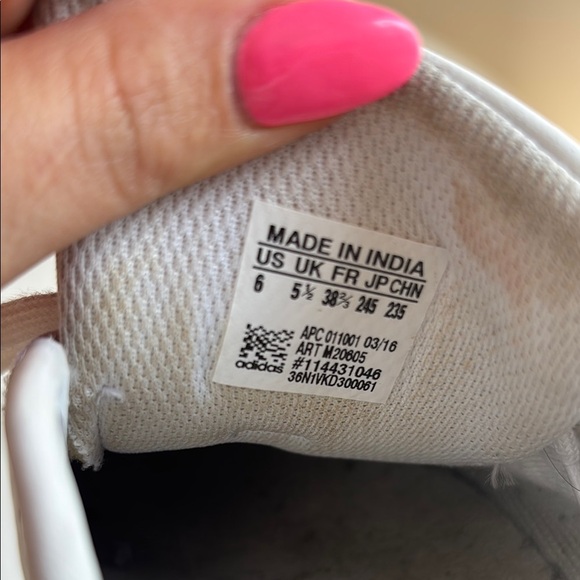 MADE IN INDIA
US UK FR JP CHN
6 5½ 38⅔ 245 235
APC 011001 03/16
ART M20605
#114431046
adidas 36N1VKD300061